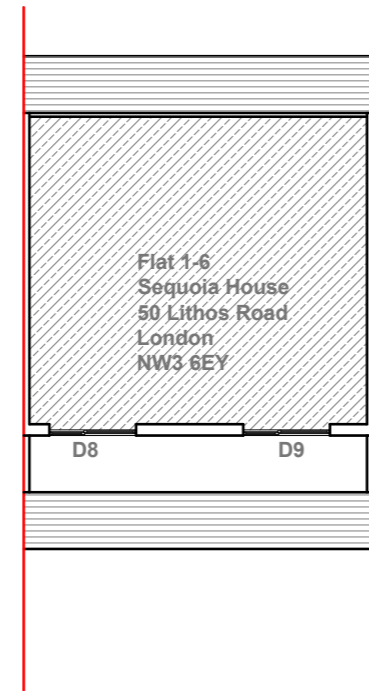 Flat 1-6
Sequoia House
50 Lithos Road
London
NW3 6EY
D8 D9